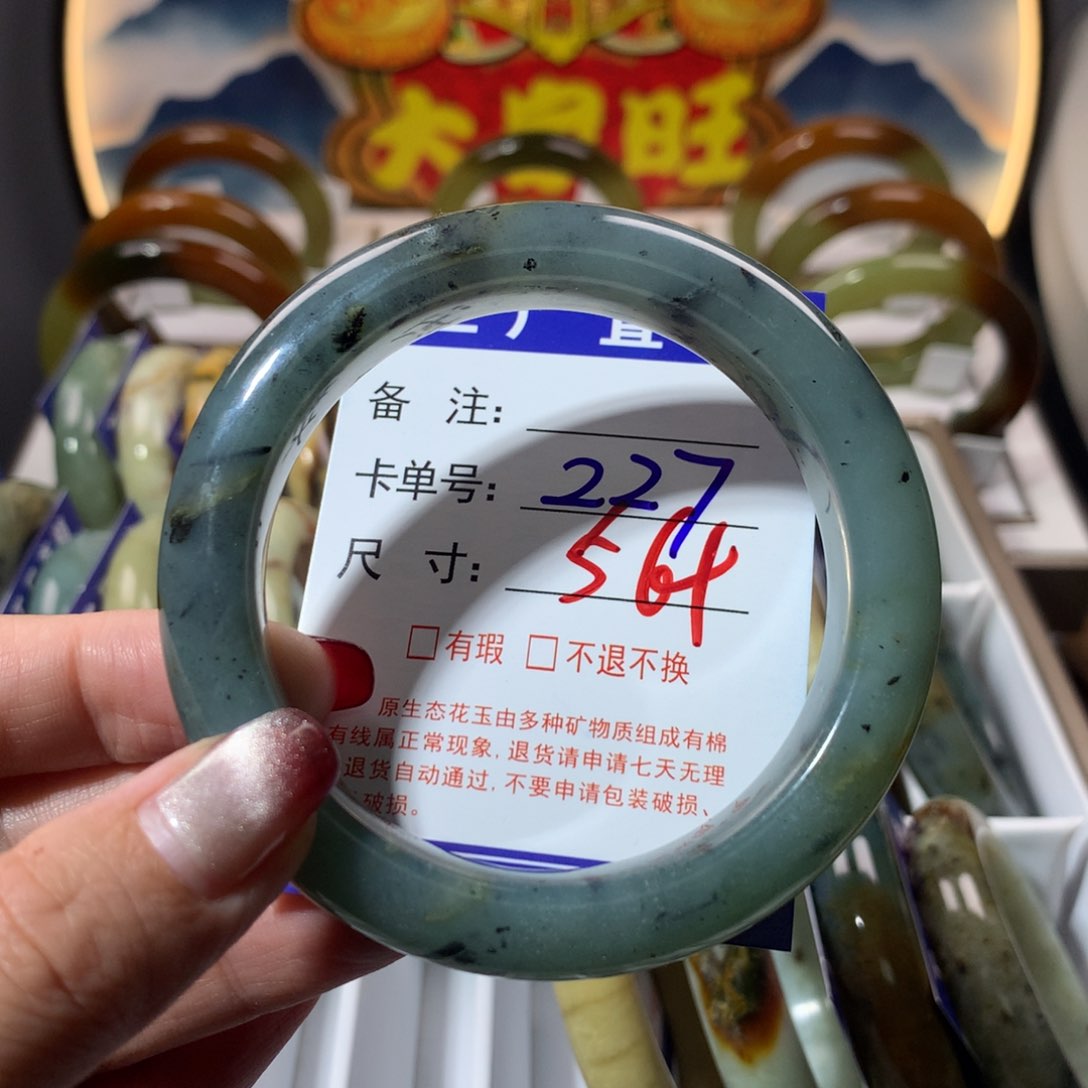 大
旺
厂 直
备 注:
卡单号: 227
尺 寸: 564
□有瑕 □不退不换
原生态花玉由多种矿物质组成有棉
有线属正常现象, 退货请申请七天无理
退货自动通过, 不要申请包装破损、
破损。